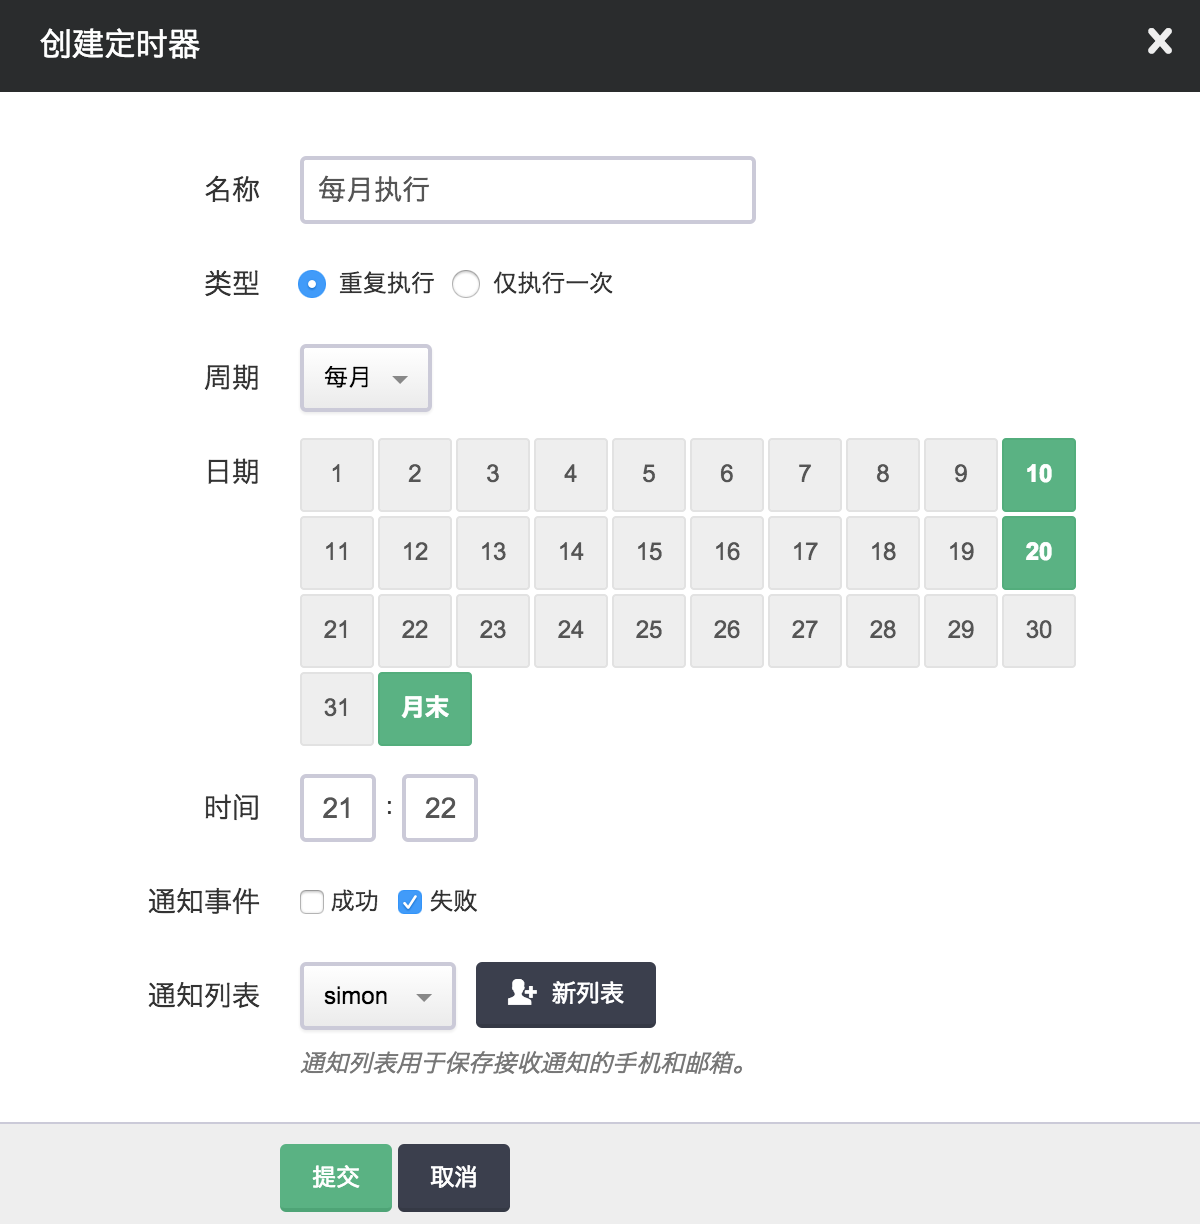 创建定时器
名称 每月执行
类型 重复执行 仅执行一次
周期 每月
日期 1 2 3 4 5 6 7 8 9 10
11 12 13 14 15 16 17 18 19 20
21 22 23 24 25 26 27 28 29 30
31 月末
时间 21 : 22
通知事件 成功 失败
通知列表 simon 新列表
通知列表用于保存接收通知的手机和邮箱。
提交 取消